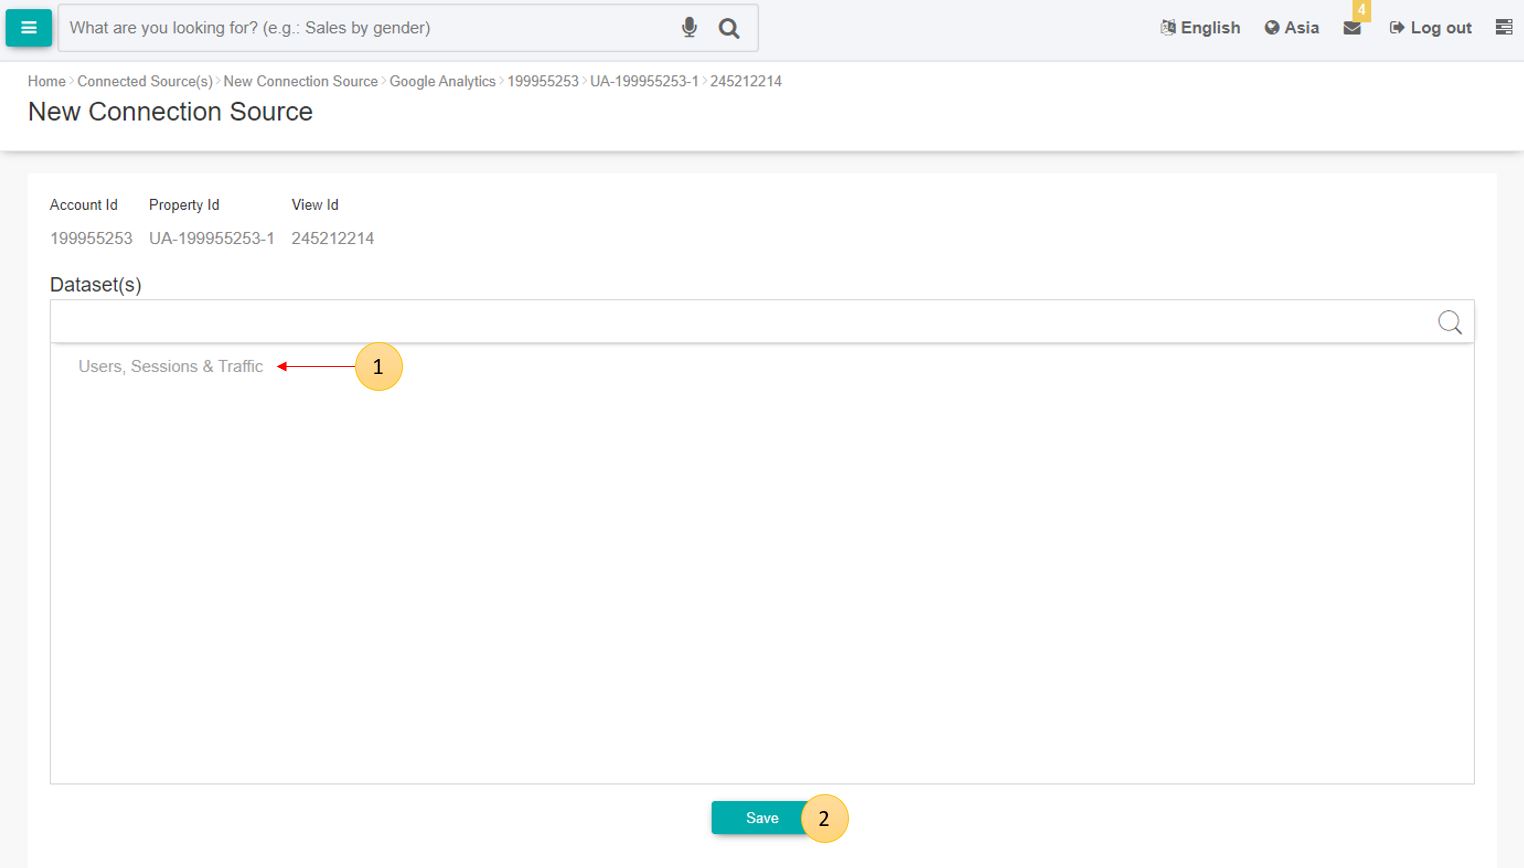 What are you looking for? (e.g.: Sales by gender)
English
Asia
4
Log out
Home › Connected Source(s) › New Connection Source › Google Analytics › 199955253 › UA-199955253-1 › 245212214
New Connection Source
Account Id Property Id View Id
199955253 UA-199955253-1 245212214
Dataset(s)
Users, Sessions & Traffic
1
Save
2